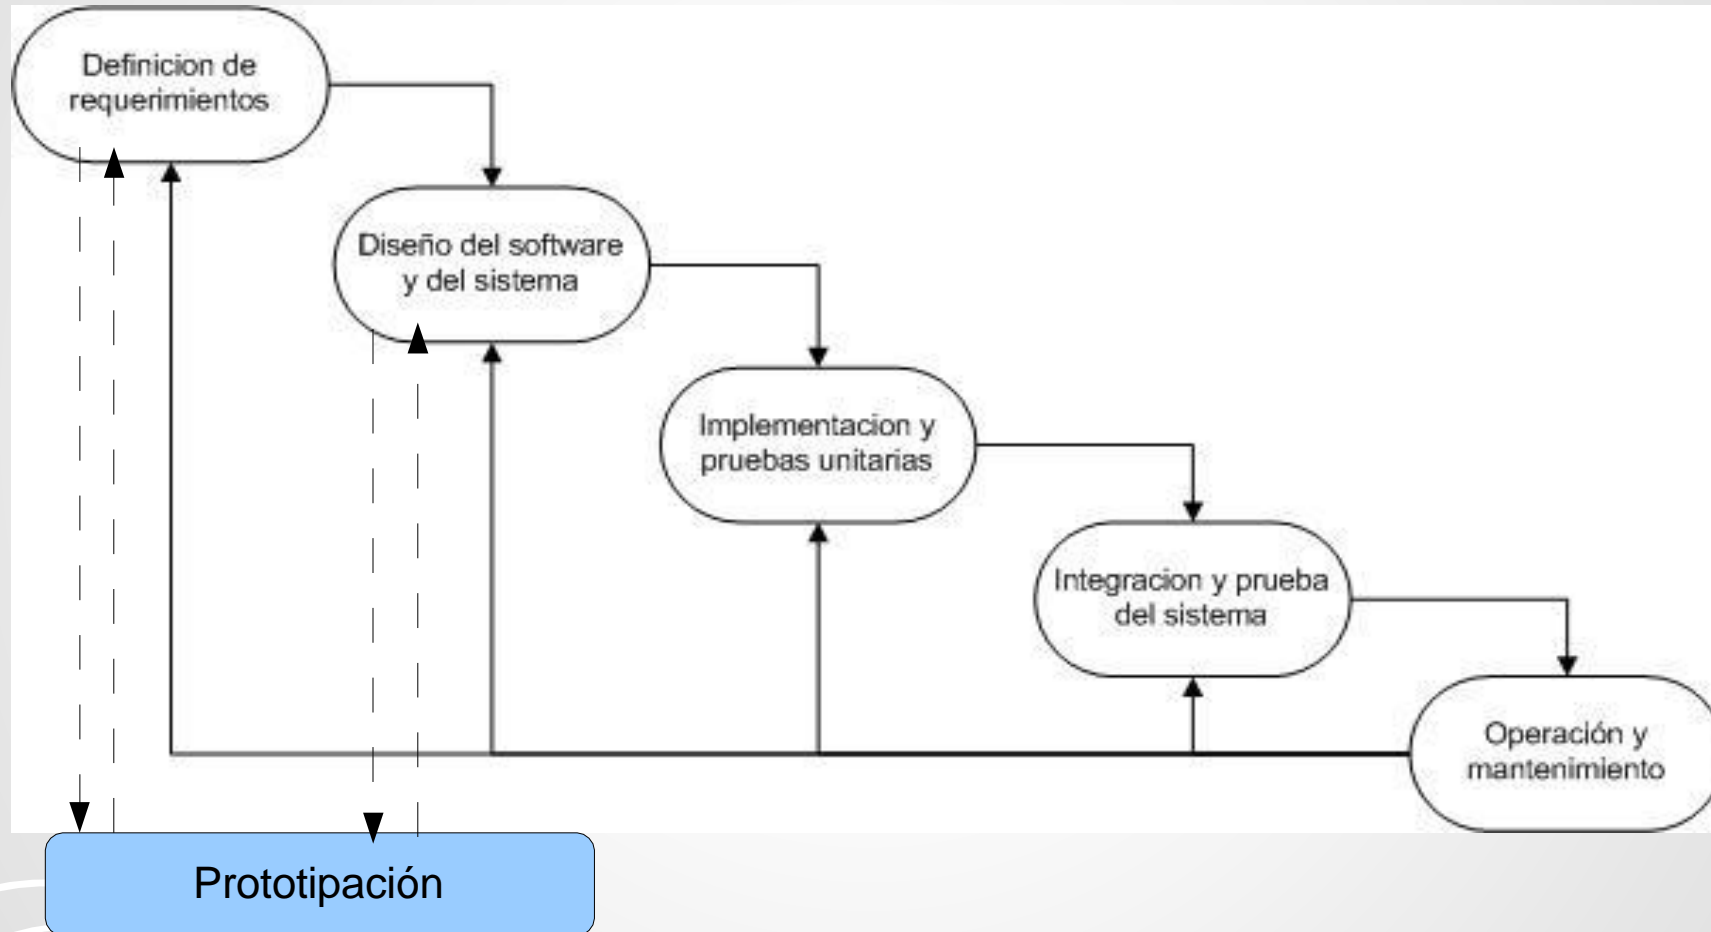 Definicion de
requerimientos
Diseño del software
y del sistema
Implementacion y
pruebas unitarias
Integracion y prueba
del sistema
Operación y
mantenimiento
Prototipación